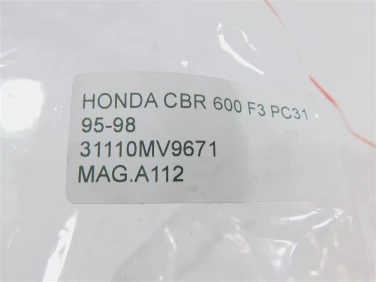 HONDA CBR 600 F3 PC31
95-98
31110MV9671
MAG.A112